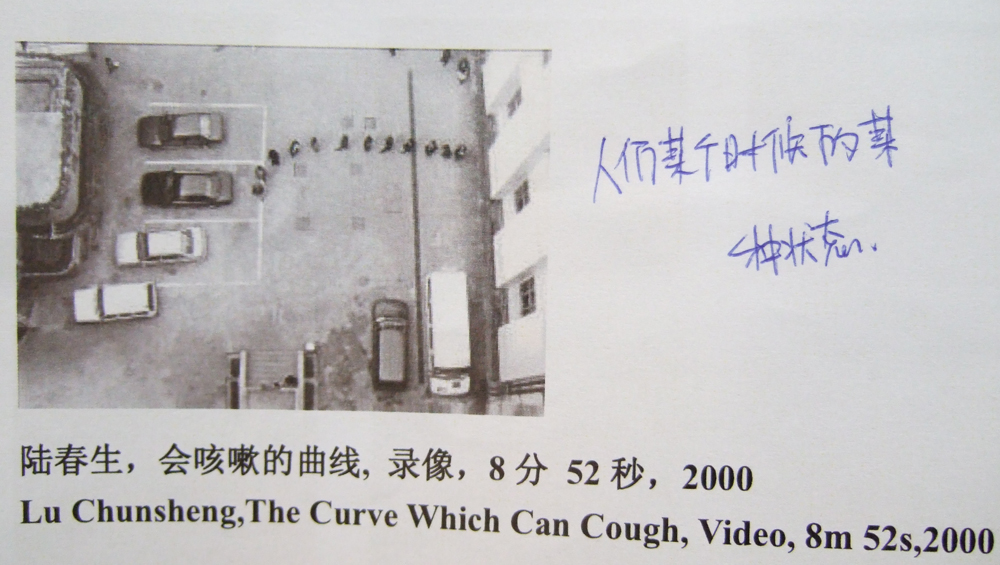 人们某个时候下的某
一种状态.
陆春生，会咳嗽的曲线, 录像，8 分 52 秒，2000
Lu Chunsheng,The Curve Which Can Cough, Video, 8m 52s,2000